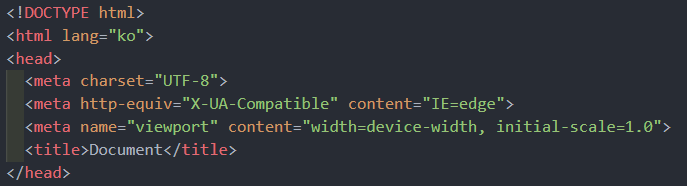 <!DOCTYPE html>
<html lang="ko">
<head>
  <meta charset="UTF-8">
  <meta http-equiv="X-UA-Compatible" content="IE=edge">
  <meta name="viewport" content="width=device-width, initial-scale=1.0">
  <title>Document</title>
</head>